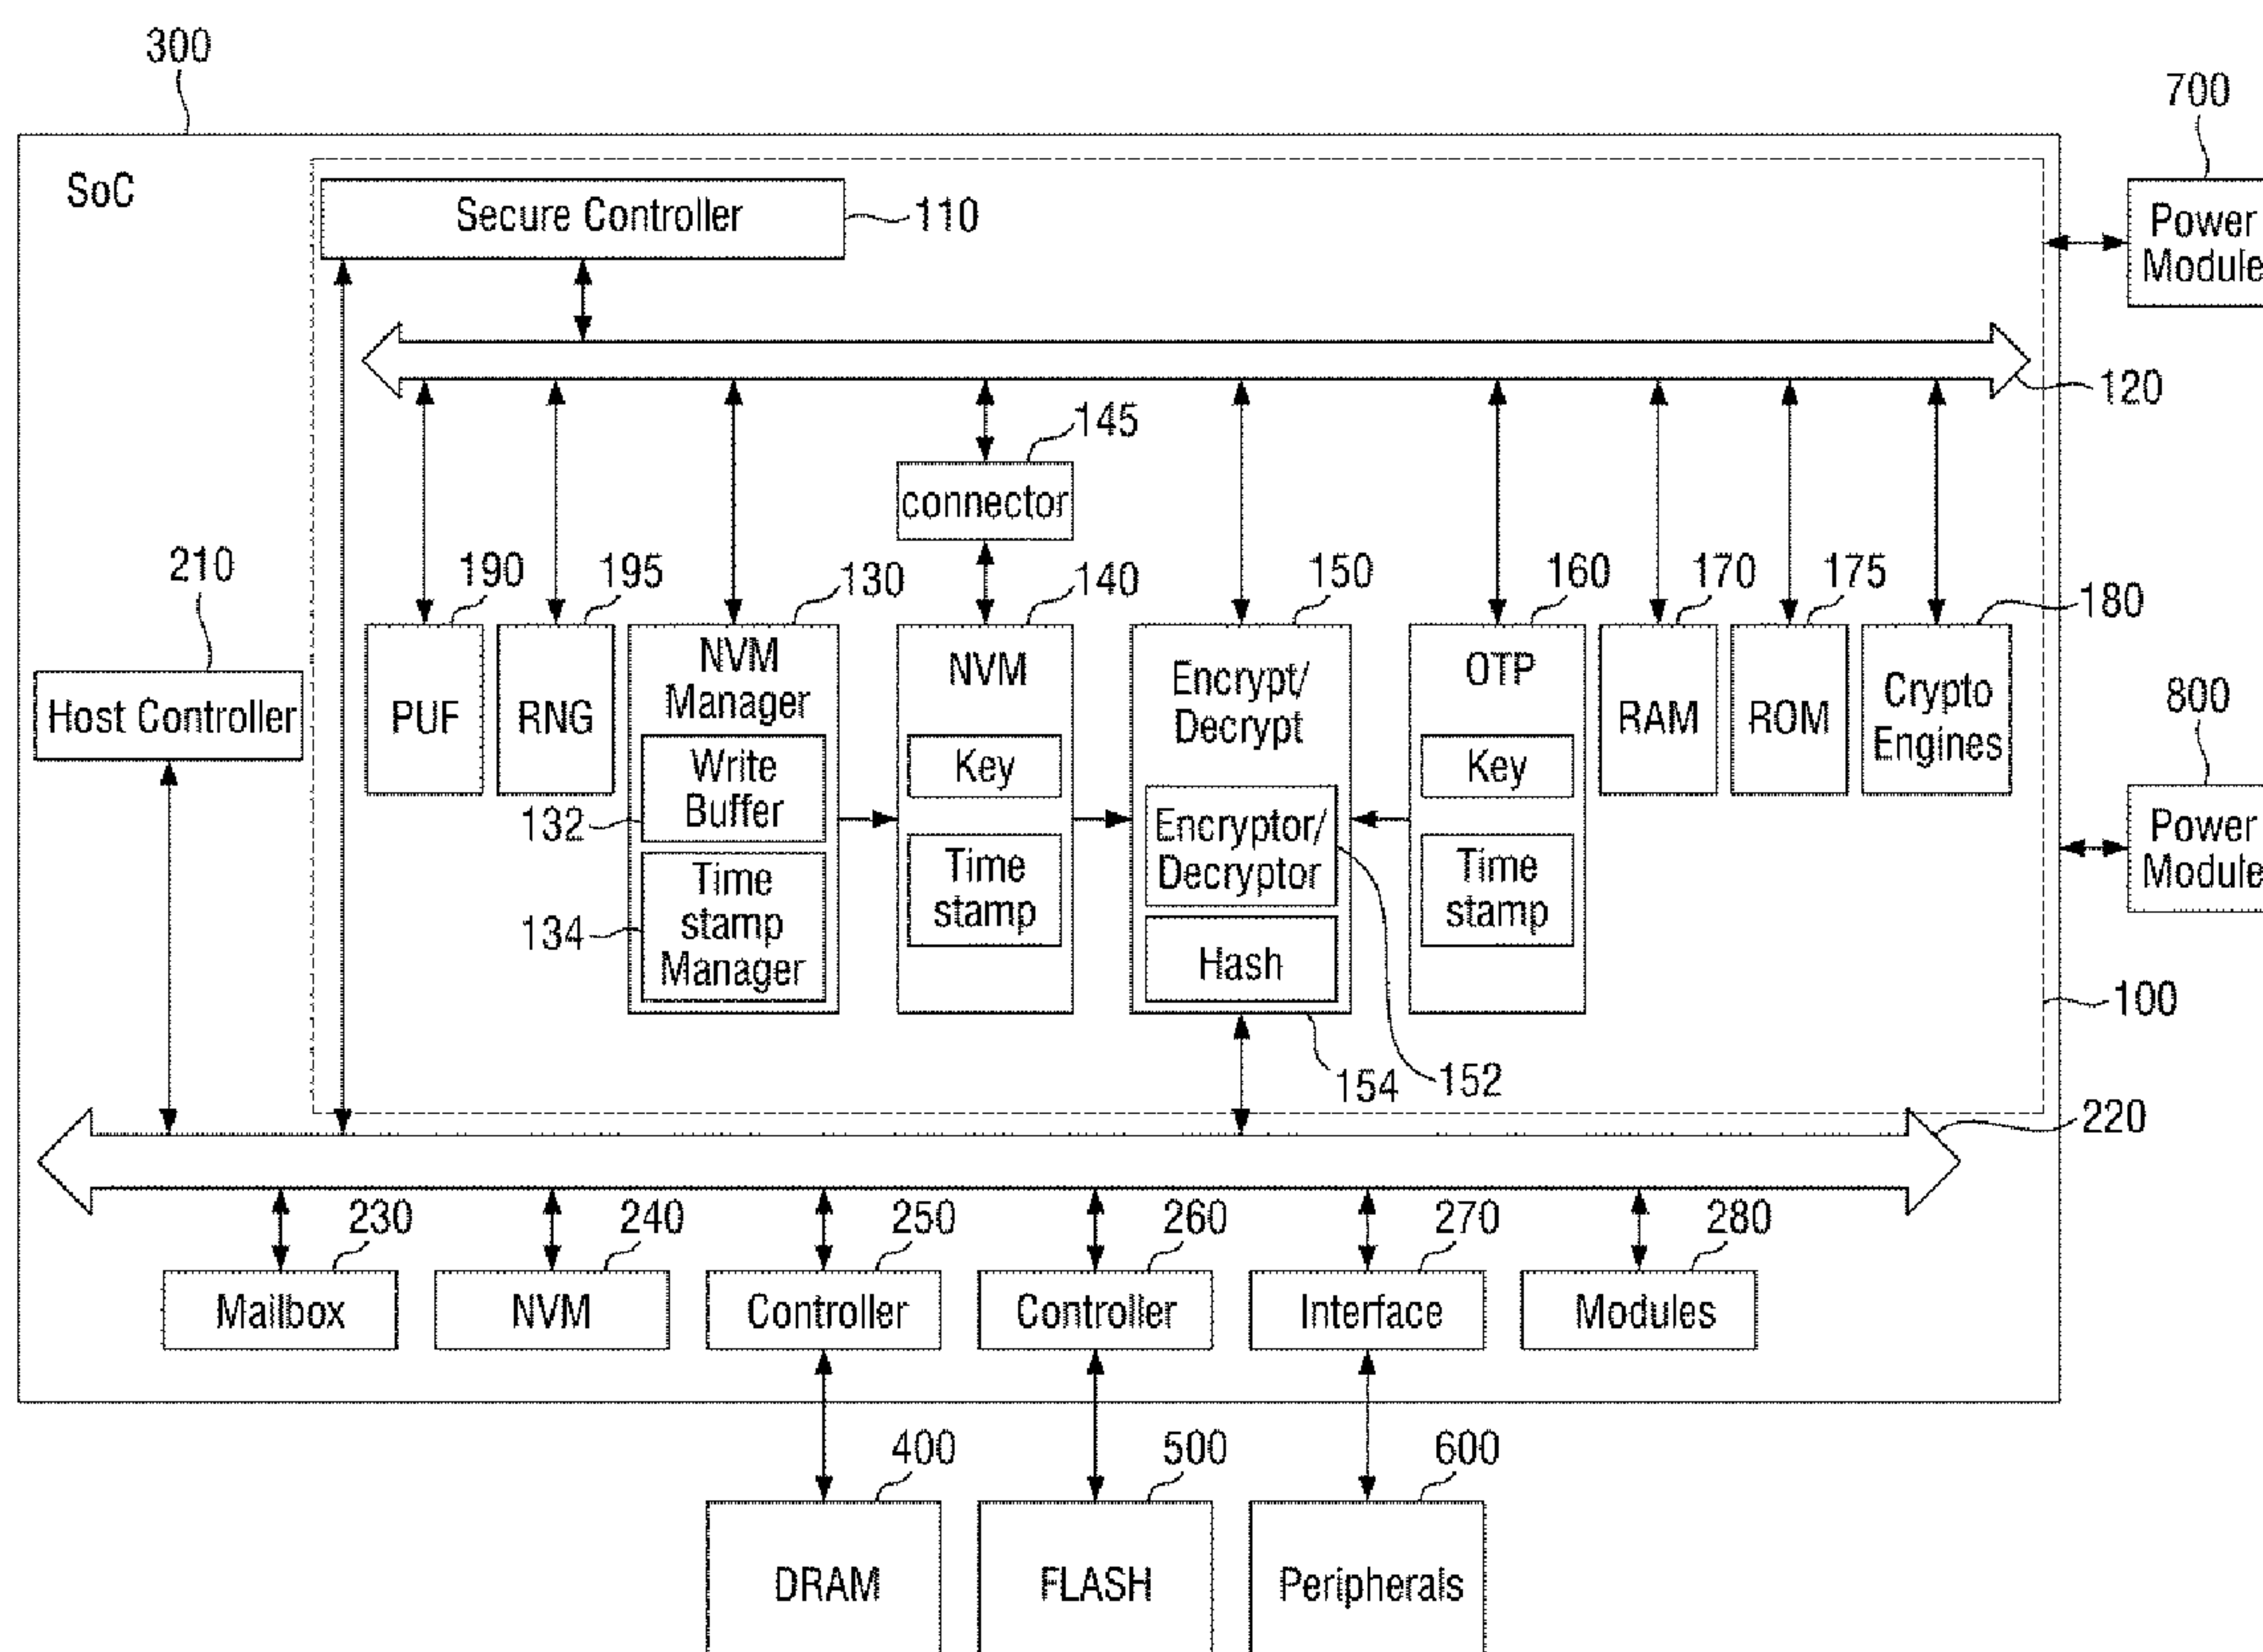 300
700
SoC
Secure Controller
110
Power
Module
120
145
connector
210
190
195
130
140
150
160
170
175
180
Host Controller
PUF
RNG
NVM
Manager
Write
Buffer
132
Time
stamp
Manager
134
NVM
Key
Time
stamp
Encrypt/
Decrypt
Encryptor/
Decryptor
Hash
OTP
Key
Time
stamp
RAM
ROM
Crypto
Engines
800
Power
Module
100
154
152
220
230
240
250
260
270
280
Mailbox
NVM
Controller
Controller
Interface
Modules
400
500
600
DRAM
FLASH
Peripherals